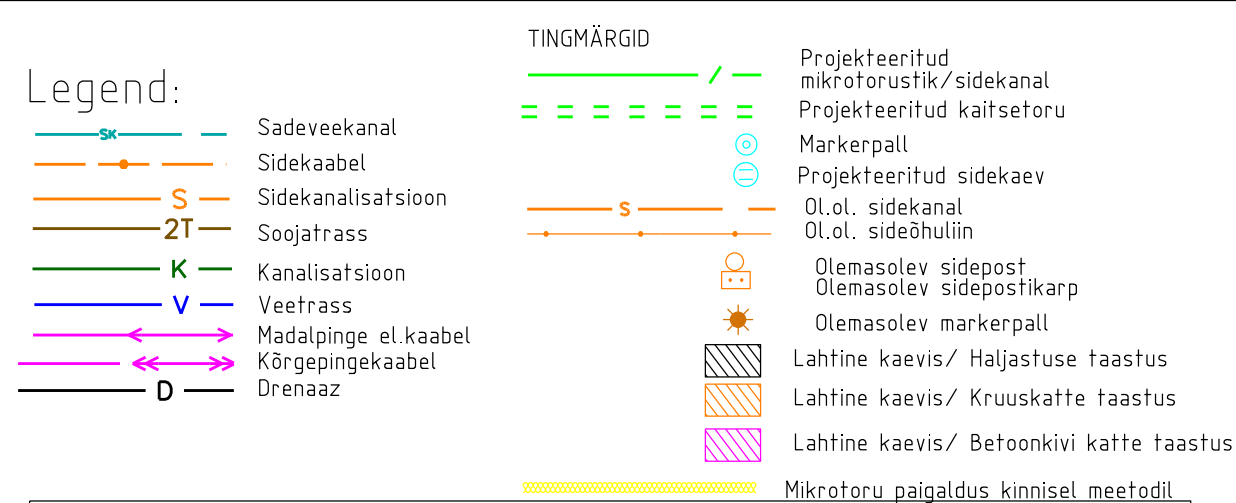 Legend:
SK Sadeveekanal
Sidekaabel
S Sidekanalisatsioon
2T Soojatrass
K Kanalisatsioon
V Veetrass
Madalpinge el.kaabel
Kõrgepingekaabel
D Drenaaz
TINGMÄRGID
Projekteeritud
mikrotorustik/sidekanal
Projekteeritud kaitsetoru
Markerpall
Projekteeritud sidekaev
S Ol.ol. sidekanal
Ol.ol. sideõhuliin
Olemasolev sidepost
Olemasolev sidepostikarp
Olemasolev markerpall
Lahtine kaevis/ Haljastuse taastus
Lahtine kaevis/ Kruuskatte taastus
Lahtine kaevis/ Betoonkivi katte taastus
Mikrotoru paigaldus kinnisel meetodil